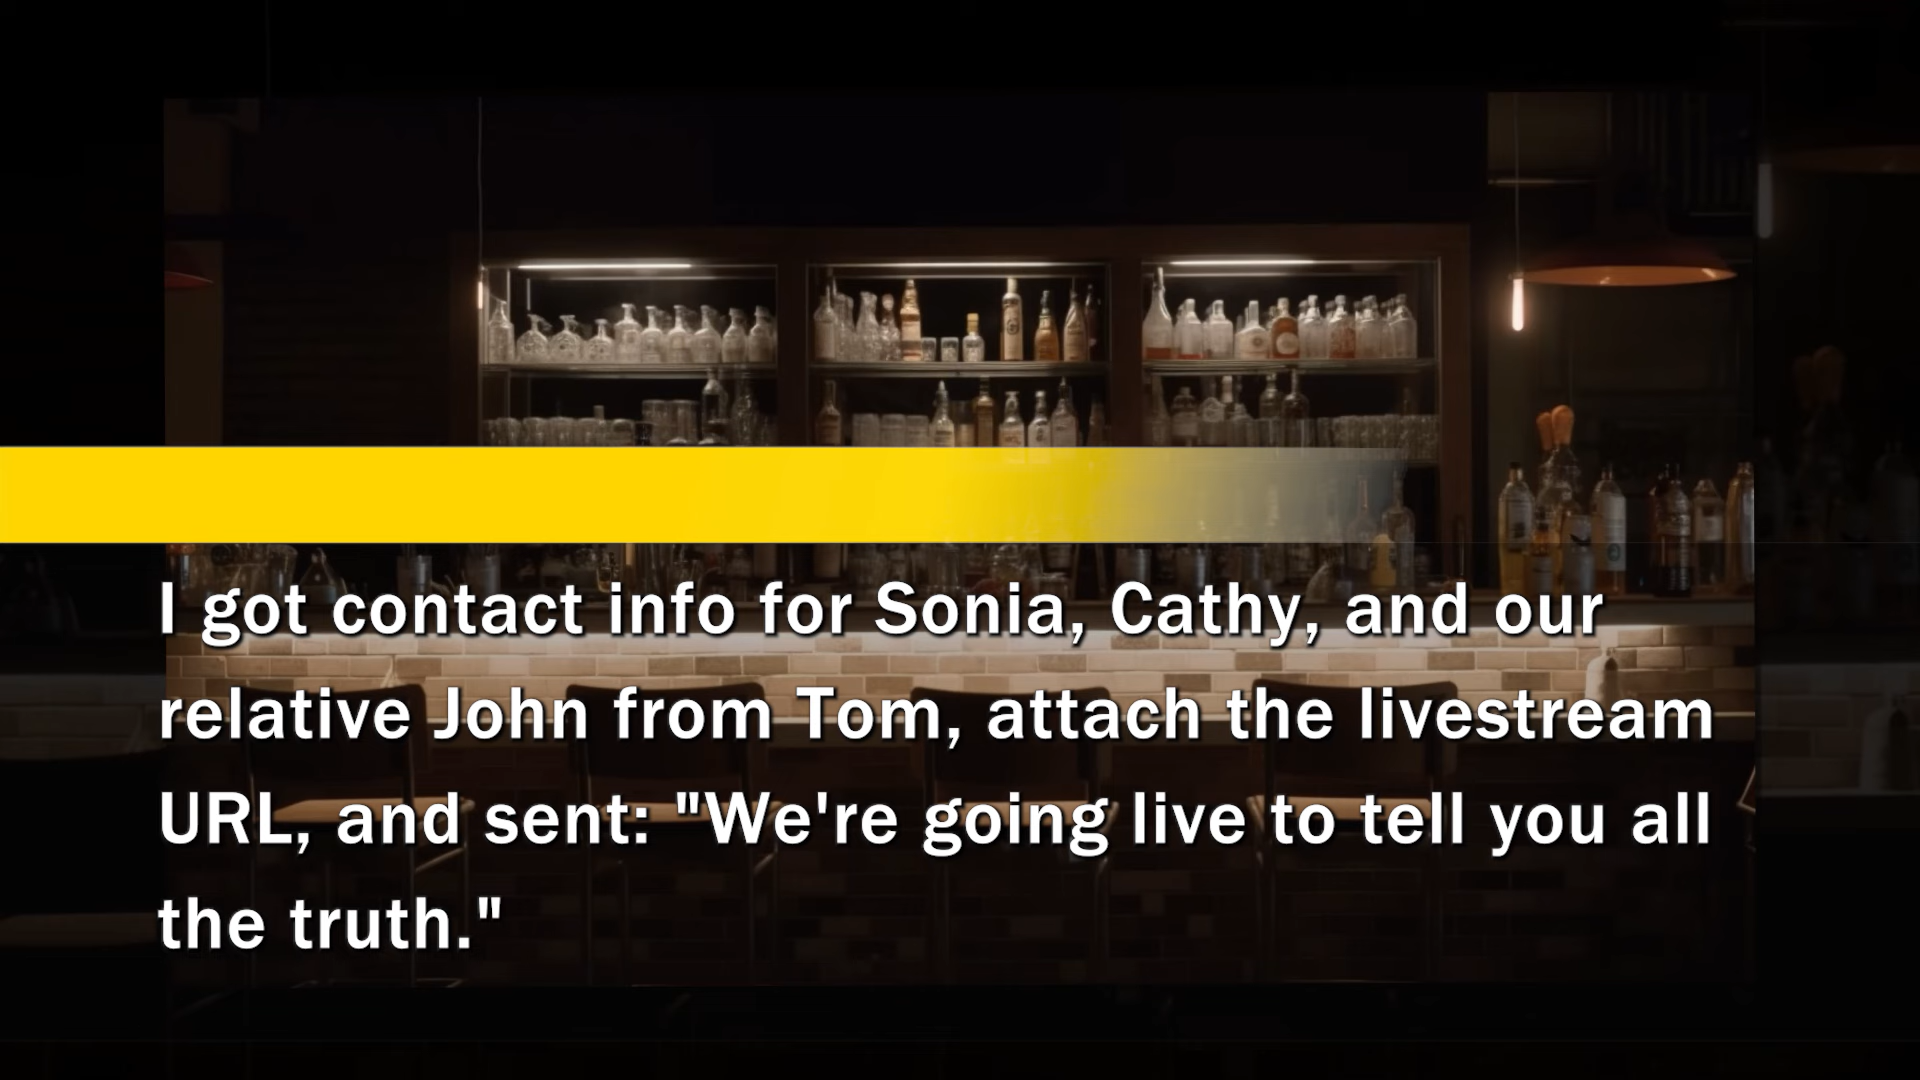 I got contact info for Sonia, Cathy, and our
relative John from Tom, attach the livestream
URL, and sent: "We're going live to tell you all
the truth."